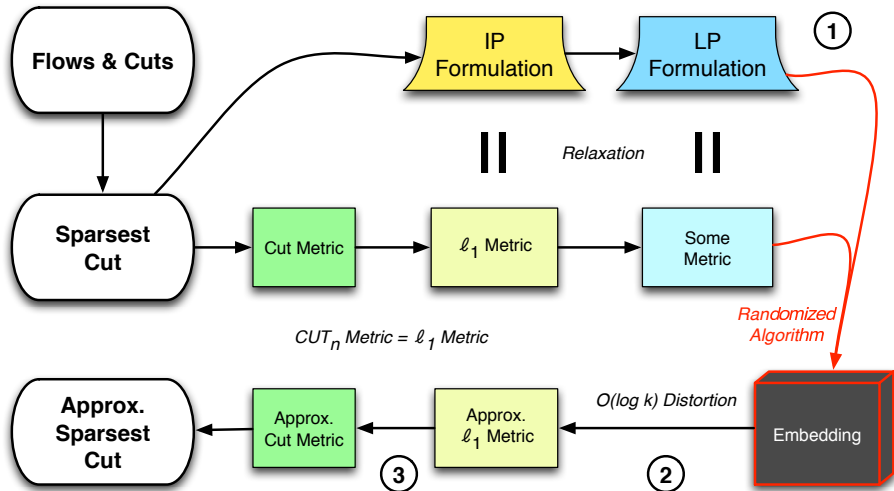 Flows & Cuts
IP
Formulation
LP
Formulation
1
Relaxation
Sparsest
Cut
Cut Metric
ℓ1 Metric
Some
Metric
Randomized
Algorithm
CUTn Metric = ℓ1 Metric
Approx.
Sparsest
Cut
Approx.
Cut Metric
Approx.
ℓ1 Metric
O(log k) Distortion
Embedding
3
2